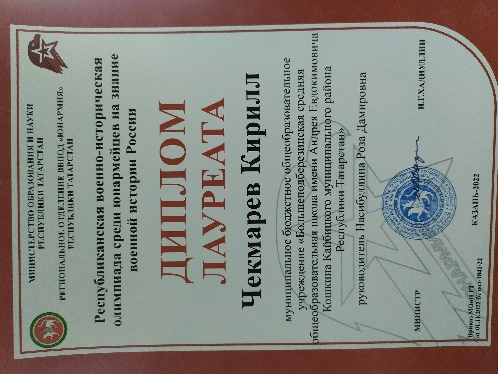 МИНИСТЕРСТВО ОБРАЗОВАНИЯ И НАУКИ
РЕСПУБЛИКИ ТАТАРСТАН
РЕГИОНАЛЬНОЕ ОТДЕЛЕНИЕ ВВПОД «ЮНАРМИЯ»
РЕСПУБЛИКИ ТАТАРСТАН
Республиканская военно-историческая
олимпиада среди юнармейцев на знание
военной истории России
ДИПЛОМ
ЛАУРЕАТА
Чекмарев Кирилл
муниципальное бюджетное общеобразовательное
учреждение «Большеподберезинская средняя
общеобразовательная школа имени Андрея Евдокимовича
Кошкина Кайбицкого муниципального района
Республики Татарстан»
руководитель Насибуллина Роза Дамировна
МИНИСТР
И.Г.ХАДИУЛЛИН
КАЗАНЬ-2022
Приказ МОиН РТ